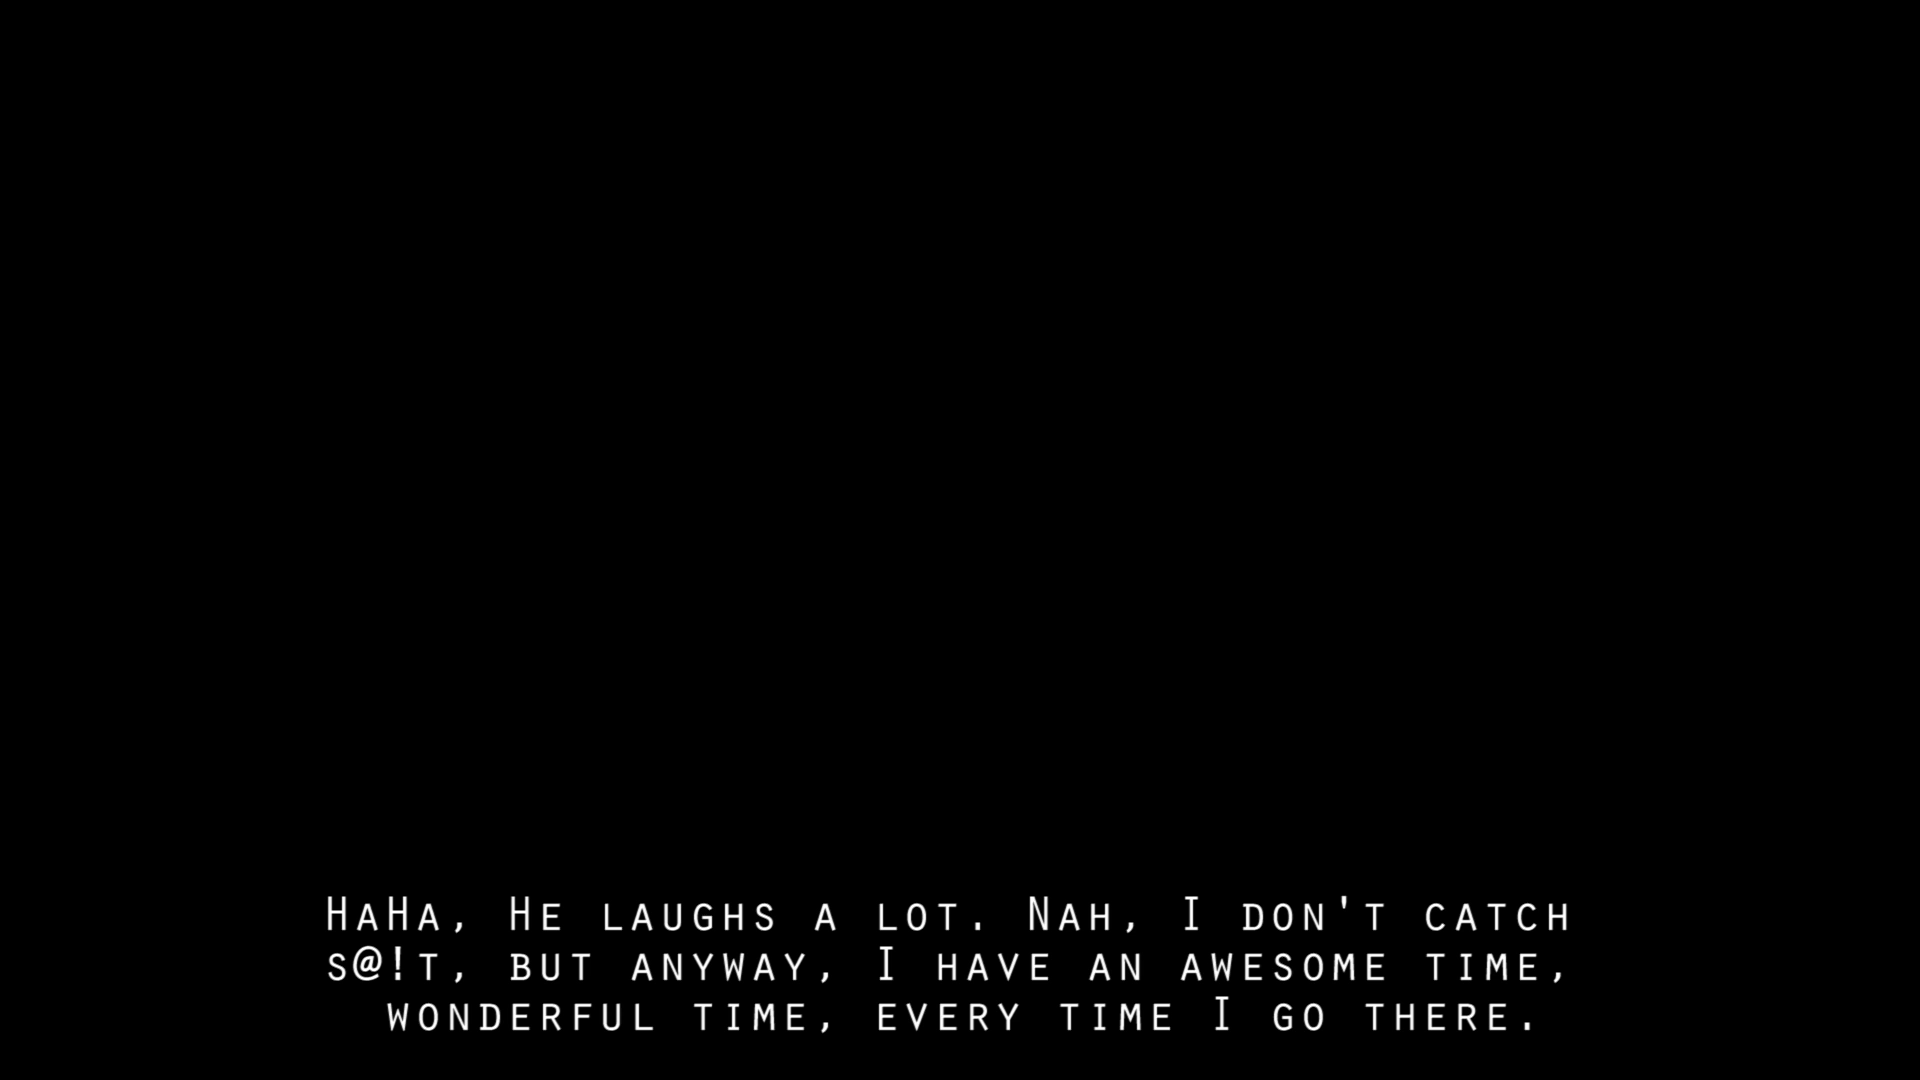 HaHa, He laughs a lot. Nah, I don't catch
s@!t, but anyway, I have an awesome time,
wonderful time, every time I go there.